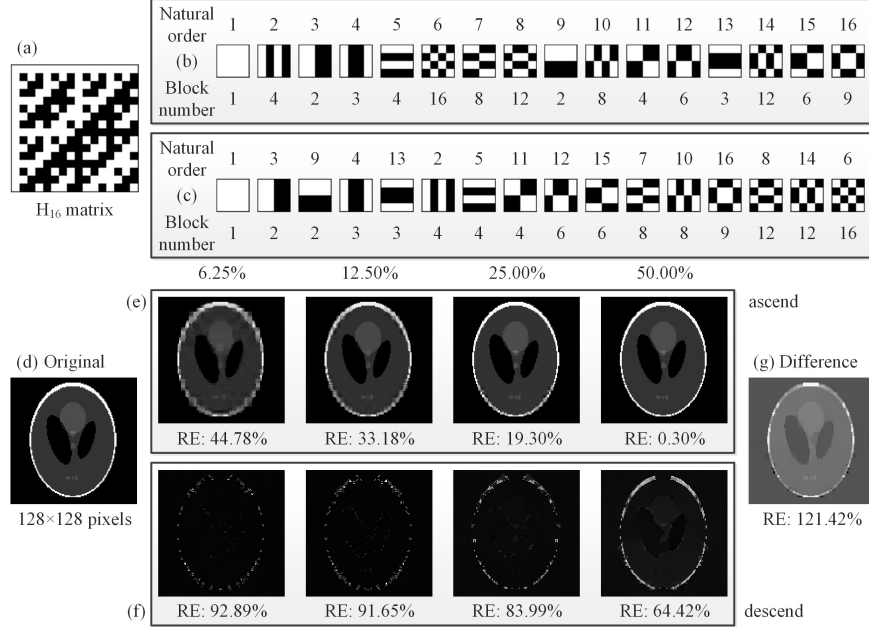 (a)
H16 matrix
Natural order 1 2 3 4 5 6 7 8 9 10 11 12 13 14 15 16
(b)
Block number 1 4 2 3 4 16 8 12 2 8 4 6 3 12 6 9
Natural order 1 3 9 4 13 2 5 11 12 15 7 10 16 8 14 6
(c)
Block number 1 2 2 3 3 4 4 4 6 6 8 8 9 12 12 16
6.25% 12.50% 25.00% 50.00%
(e) ascend
(d) Original
128×128 pixels
RE: 44.78% RE: 33.18% RE: 19.30% RE: 0.30%
(g) Difference
RE: 121.42%
RE: 92.89% RE: 91.65% RE: 83.99% RE: 64.42%
(f) descend